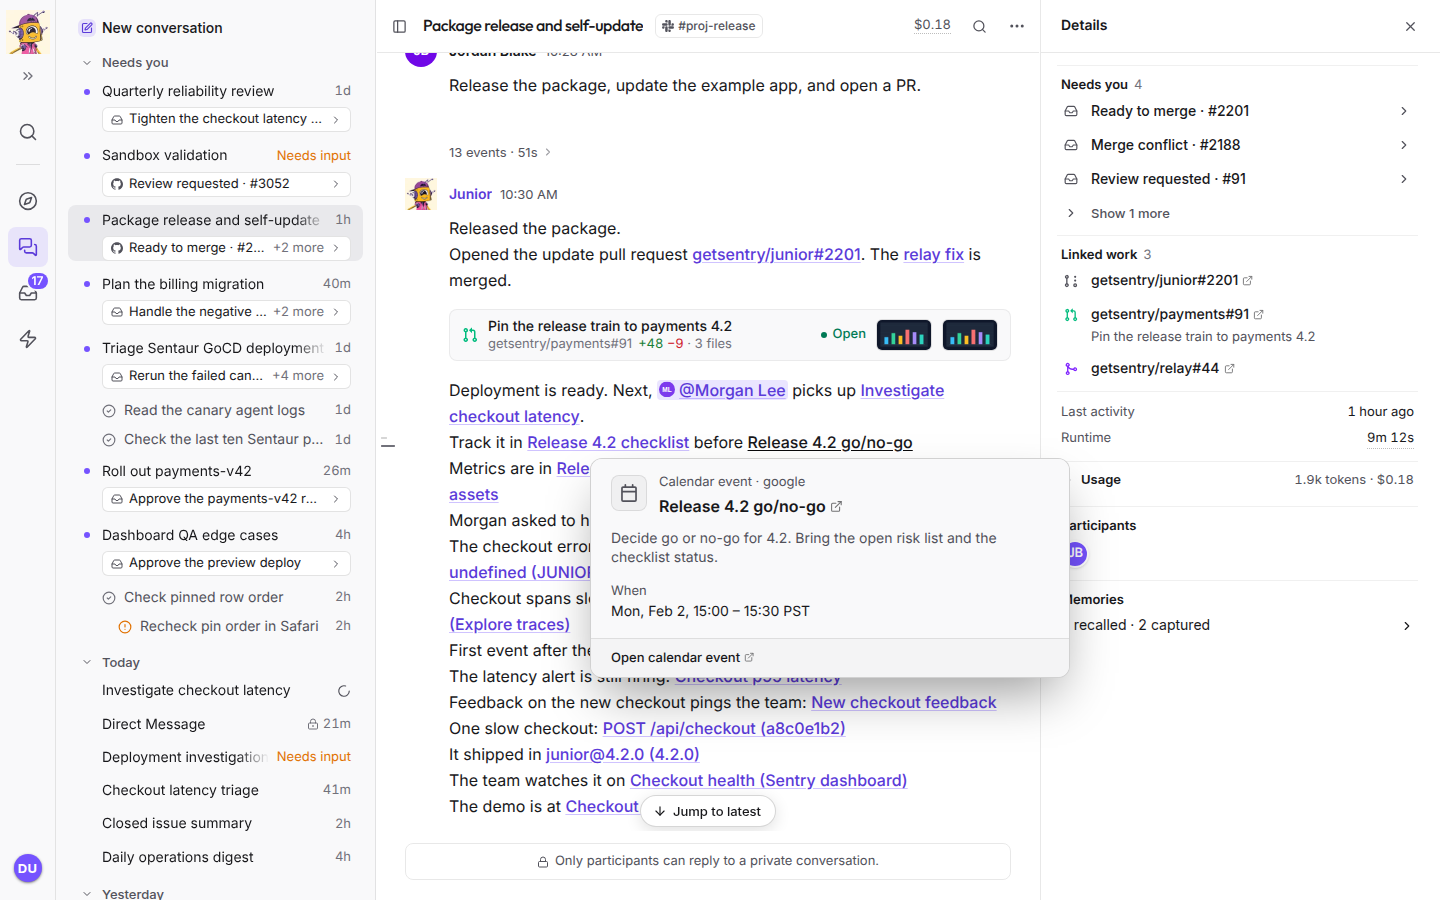 New conversation
Needs you
Quarterly reliability review 1d
Tighten the checkout latency ...
Sandbox validation Needs input
Review requested · #3052
Package release and self-update 1h
Ready to merge · #2... +2 more
Plan the billing migration 40m
Handle the negative ... +2 more
Triage Sentaur GoCD deployment 1d
Rerun the failed can... +4 more
Read the canary agent logs 1d
Check the last ten Sentaur p... 1d
Roll out payments-v42 26m
Approve the payments-v42 r...
Dashboard QA edge cases 4h
Approve the preview deploy
Check pinned row order 2h
Recheck pin order in Safari 2h
Today
Investigate checkout latency
Direct Message 21m
Deployment investigation Needs input
Checkout latency triage 41m
Closed issue summary 2h
Daily operations digest 4h
Yesterday
17
DU
Package release and self-update #proj-release $0.18
Jordan Blake 10:28 AM
Release the package, update the example app, and open a PR.
13 events · 51s
Junior 10:30 AM
Released the package.
Opened the update pull request getsentry/junior#2201. The relay fix is
merged.
Pin the release train to payments 4.2
getsentry/payments#91 +48 −9 · 3 files
Open
Deployment is ready. Next, ML @Morgan Lee picks up Investigate
checkout latency.
Track it in Release 4.2 checklist before Release 4.2 go/no-go
Metrics are in Rele
assets
Morgan asked to h
The checkout error
undefined (JUNIOR
Checkout spans slo
(Explore traces)
First event after the
The latency alert is still firing: Checkout p95 latency
Feedback on the new checkout pings the team: New checkout feedback
One slow checkout: POST /api/checkout (a8c0e1b2)
It shipped in junior@4.2.0 (4.2.0)
The team watches it on Checkout health (Sentry dashboard)
The demo is at Checkout
Jump to latest
Only participants can reply to a private conversation.
Calendar event · google
Release 4.2 go/no-go
Decide go or no-go for 4.2. Bring the open risk list and the
checklist status.
When
Mon, Feb 2, 15:00 – 15:30 PST
Open calendar event
Details
Needs you 4
Ready to merge · #2201
Merge conflict · #2188
Review requested · #91
Show 1 more
Linked work 3
getsentry/junior#2201
getsentry/payments#91
Pin the release train to payments 4.2
getsentry/relay#44
Last activity 1 hour ago
Runtime 9m 12s
Usage 1.9k tokens · $0.18
articipants
JB
Memories
recalled · 2 captured